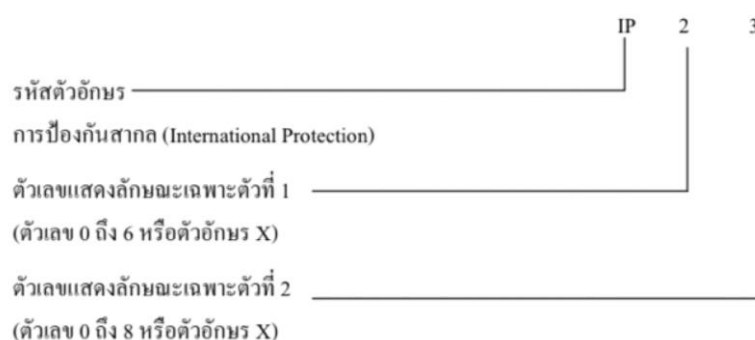 IP 2 3
รหัสตัวอักษร
การป้องกันสากล (International Protection)
ตัวเลขแสดงลักษณะเฉพาะตัวที่ 1
(ตัวเลข 0 ถึง 6 หรือตัวอักษร X)
ตัวเลขแสดงลักษณะเฉพาะตัวที่ 2
(ตัวเลข 0 ถึง 8 หรือตัวอักษร X)